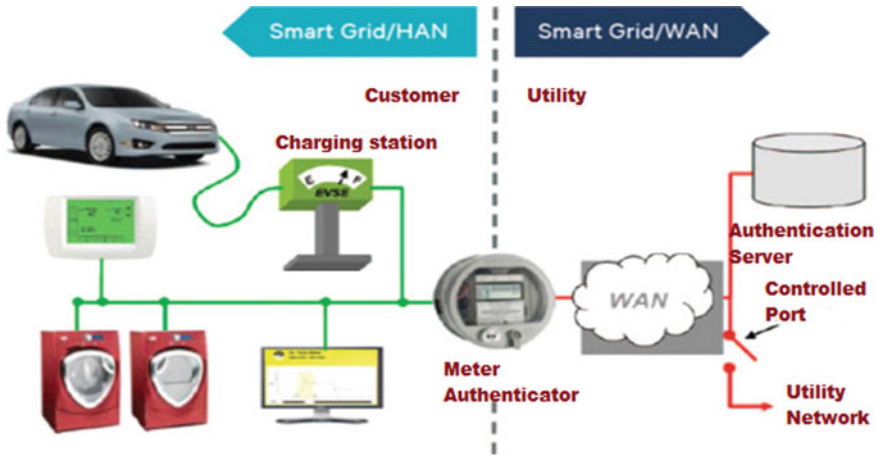 Smart Grid/HAN
Smart Grid/WAN
Customer
Utility
Charging station
E
F
EVSE
Authentication
Server
WAN
Controlled
Port
Meter
Authenticator
Utility
Network